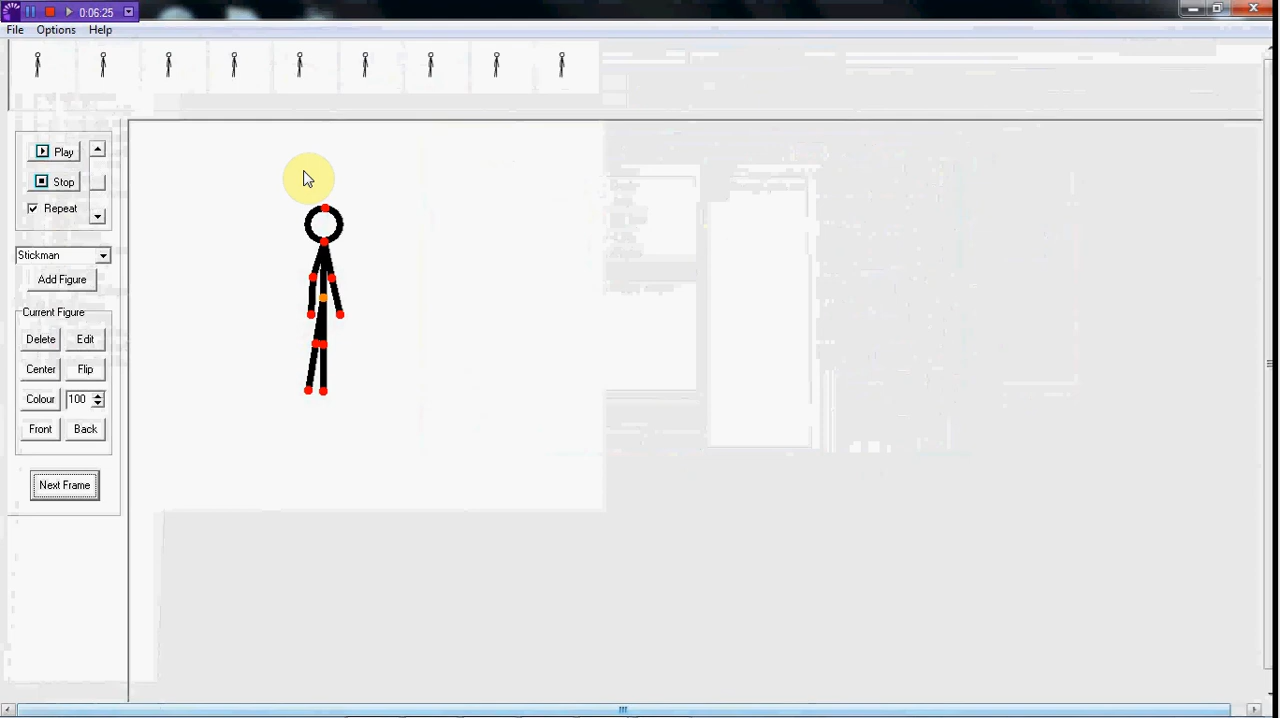 0:06:25
File Options Help
Play
Stop
Repeat
Stickman
Add Figure
Current Figure
Delete Edit
Center Flip
Colour 100
Front Back
Next Frame